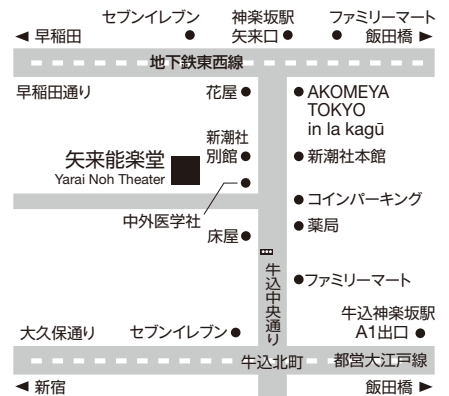 セブンイレブン
神楽坂駅
矢来口
ファミリーマート
早稲田
飯田橋
地下鉄東西線
早稲田通り
花屋
AKOMEYA
TOKYO
in la kagū
新潮社
別館
新潮社本館
矢来能楽堂
Yarai Noh Theater
コインパーキング
中外医学社
薬局
床屋
牛込中央通り
ファミリーマート
牛込神楽坂駅
A1出口
大久保通り
セブンイレブン
牛込北町
都営大江戸線
新宿
飯田橋